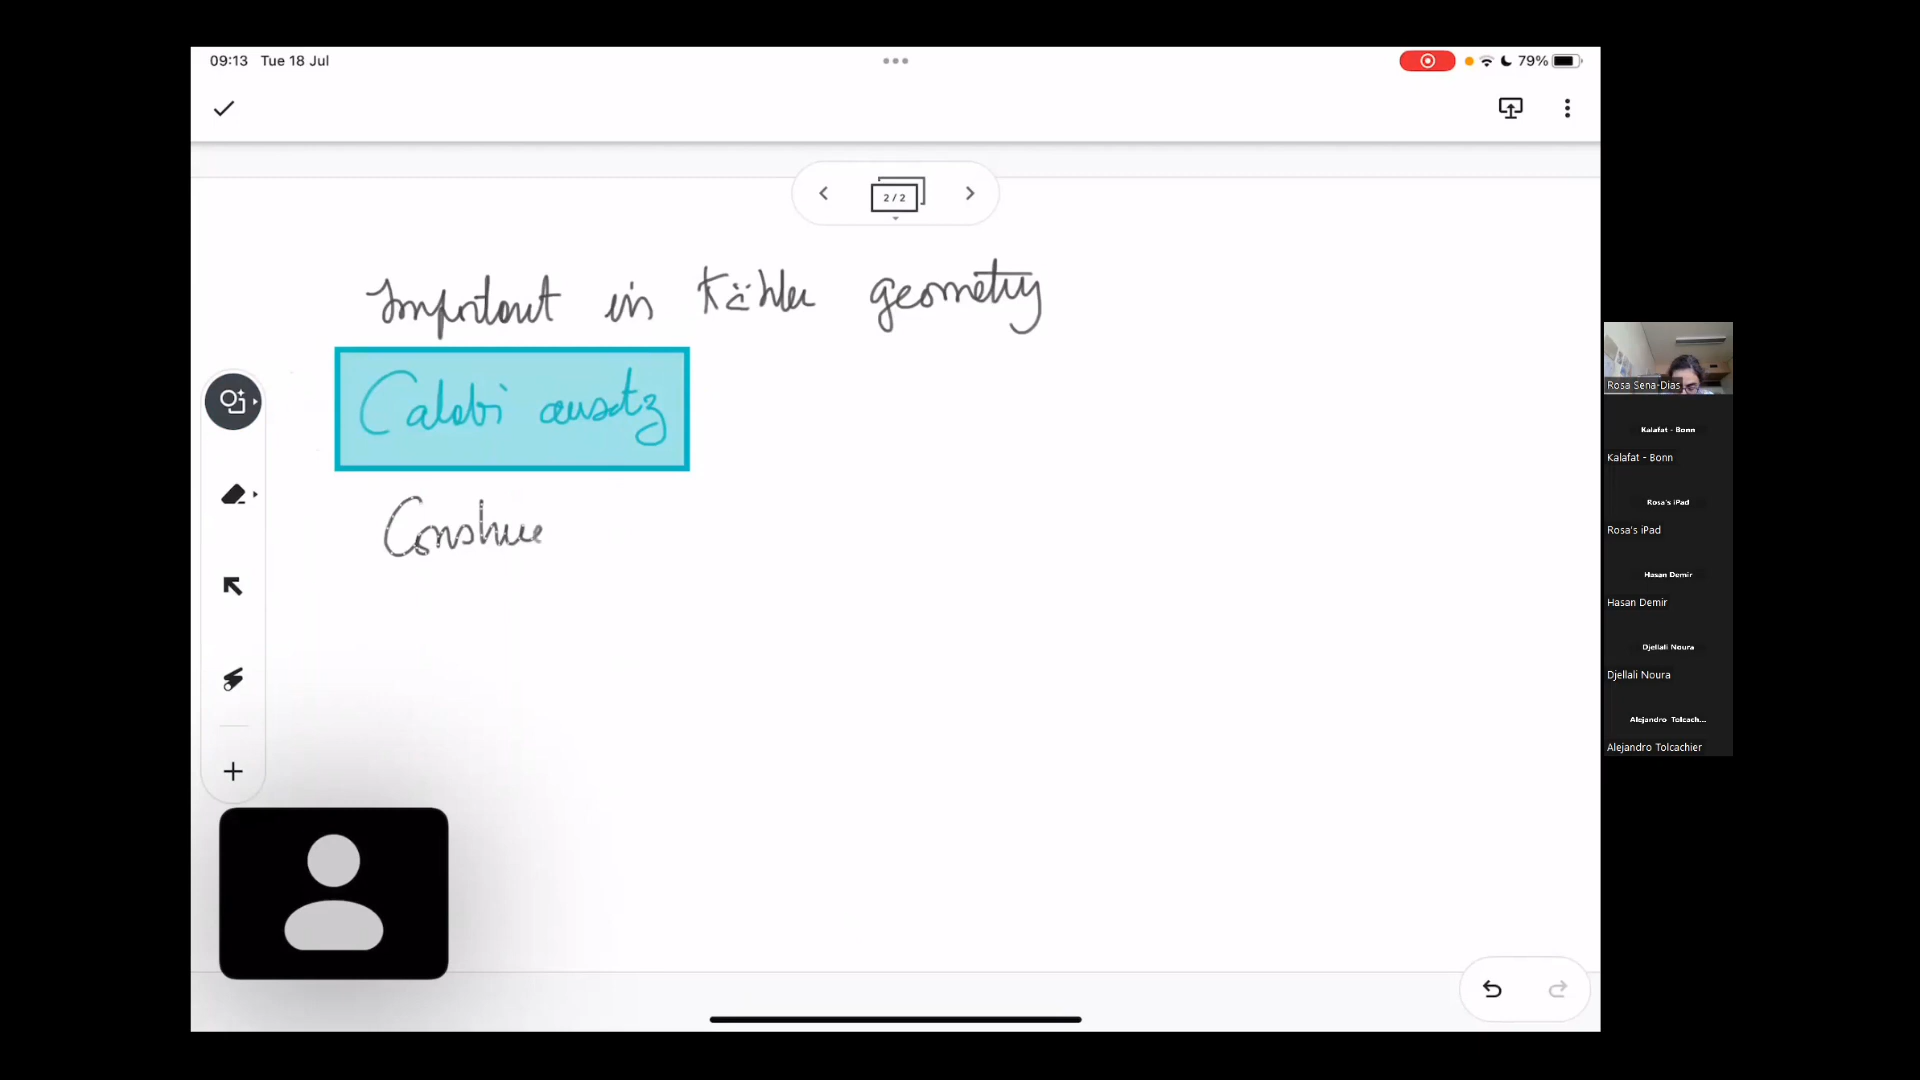 09:13 Tue 18 Jul
79%
2 / 2
Important in Kähler geometry
Calabi ansatz
Construc
Rosa Sena-Dias
Kalafat - Bonn
Kalafat - Bonn
Rosa's iPad
Rosa's iPad
Hasan Demir
Hasan Demir
Djellali Noura
Djellali Noura
Alejandro Tolcach...
Alejandro Tolcachier